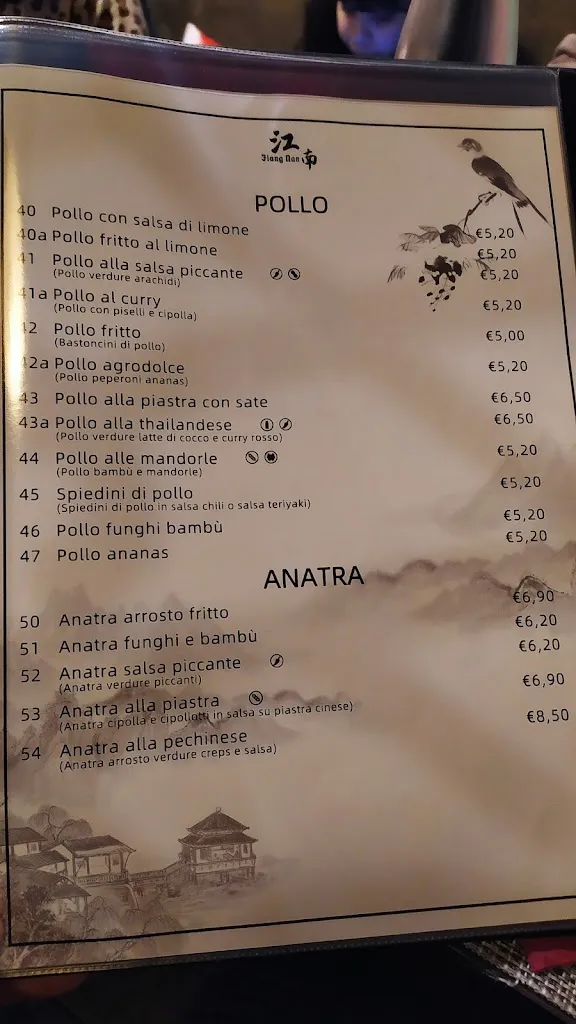 江南
Jiang Nan
POLLO
40 Pollo con salsa di limone €5,20
40a Pollo fritto al limone €5,20
41 Pollo alla salsa piccante €5,20
(Pollo verdure arachidi)
41a Pollo al curry €5,20
(Pollo con piselli e cipolla)
42 Pollo fritto €5,00
(Bastoncini di pollo)
42a Pollo agrodolce €5,20
(Pollo peperoni ananas)
43 Pollo alla piastra con sate €6,50
43a Pollo alla thailandese €6,50
(Pollo verdure latte di cocco e curry rosso)
44 Pollo alle mandorle €5,20
(Pollo bambù e mandorle)
45 Spiedini di pollo €5,20
(Spiedini di pollo in salsa chili o salsa teriyaki)
46 Pollo funghi bambù €5,20
47 Pollo ananas €5,20
ANATRA
50 Anatra arrosto fritto €6,90
51 Anatra funghi e bambù €6,20
52 Anatra salsa piccante €6,20
(Anatra verdure piccanti)
53 Anatra alla piastra €6,90
(Anatra cipolla e cipollotti in salsa su piastra cinese)
54 Anatra alla pechinese €8,50
(Anatra arrosto verdure creps e salsa)